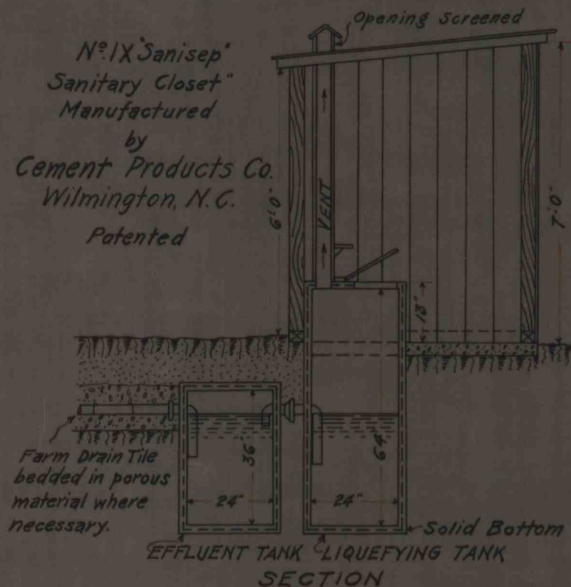 Opening Screened
Nº.1X "Sanisep"
Sanitary Closet"
Manufactured
by
Cement Products Co.
Wilmington, N.C.
Patented
VENT
6'0"
7'-0"
13"
Farm Drain Tile
bedded in porous
material where
necessary.
36"
64"
24"
24"
Solid Bottom
EFFLUENT TANK
LIQUEFYING TANK
SECTION